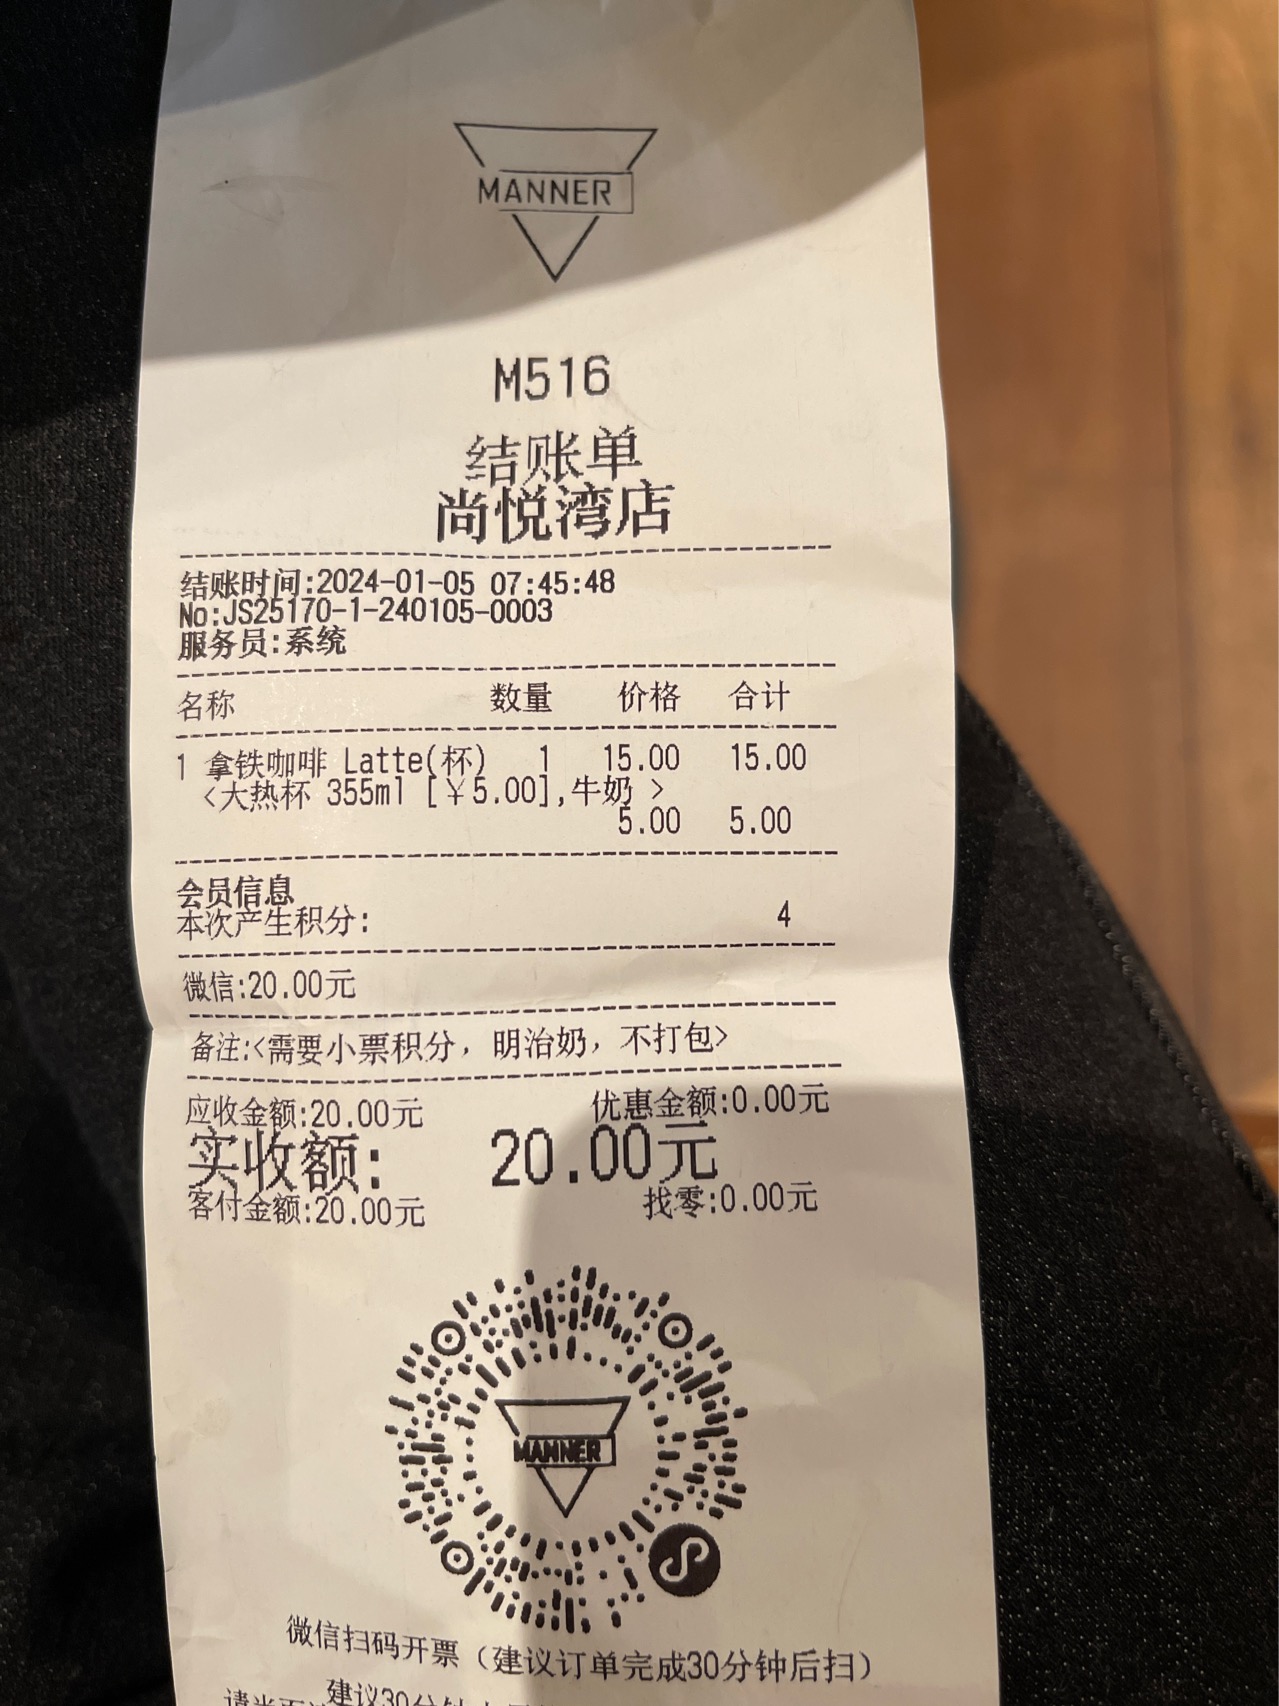 MANNER
M516
结账单
尚悦湾店
结账时间:2024-01-05 07:45:48
No:JS25170-1-240105-0003
服务员:系统
名称 数量 价格 合计
1 拿铁咖啡 Latte(杯) 1 15.00 15.00
<大热杯 355ml [￥5.00],牛奶 >
5.00 5.00
会员信息
本次产生积分: 4
微信:20.00元
备注:<需要小票积分, 明治奶, 不打包>
应收金额:20.00元 优惠金额:0.00元
实收额: 20.00元
客付金额:20.00元 找零:0.00元
MANNER
微信扫码开票（建议订单完成30分钟后扫）
建议30分钟